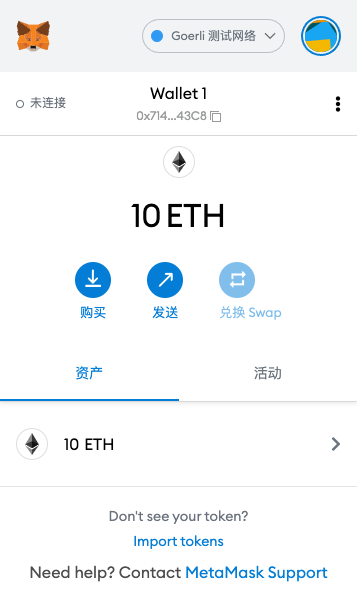 Goerli 测试网络
未连接
Wallet 1
0x714...43C8
10 ETH
购买
发送
兑换 Swap
资产
活动
10 ETH
Don't see your token?
Import tokens
Need help? Contact MetaMask Support